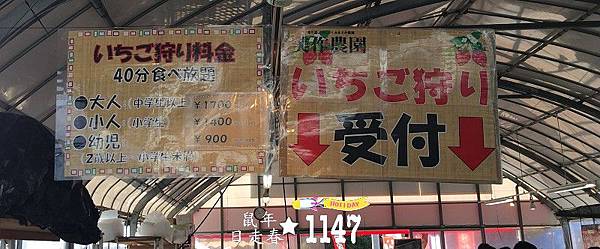 いちご狩り料金
40分食べ放題
●大人（中学生以上） ￥1700
●小人（小学生） ￥1400
●幼児 ￥900
（2歳以上 小学生未満）
農園
いちご狩り
受付
HOLIDAY
鼠年
日走春
1147